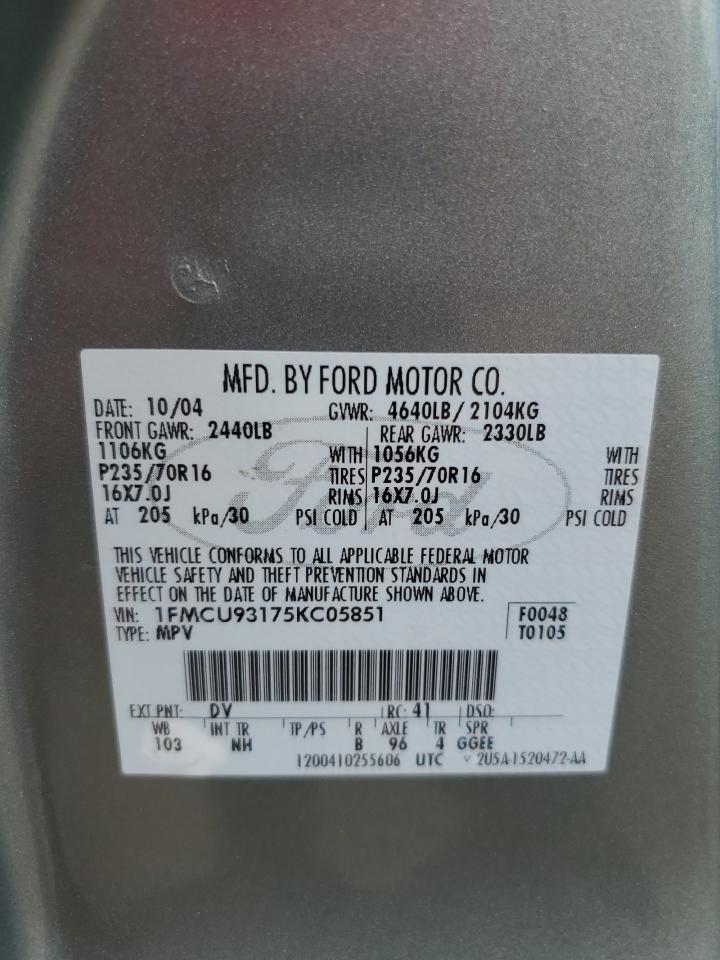 MFD. BY FORD MOTOR CO.
DATE: 10/04 GVWR: 4640LB/ 2104KG
FRONT GAWR: 2440LB REAR GAWR: 2330LB
1106KG WITH 1056KG WITH
P235/70R16 TIRES P235/70R16 TIRES
16X7.0J RIMS 16X7.0J RIMS
AT 205 kPa/30 PSI COLD AT 205 kPa/30 PSI COLD
Ford
THIS VEHICLE CONFORMS TO ALL APPLICABLE FEDERAL MOTOR
VEHICLE SAFETY AND THEFT PREVENTION STANDARDS IN
EFFECT ON THE DATE OF MANUFACTURE SHOWN ABOVE.
VIN: 1FMCU93175KC05851 F0048
TYPE: MPV T0105
EXT PNT: DV RC: 41 DSO:
WB INT TR TP/PS R AXLE TR SPR
103 NH B 96 4 GGEE
1200410255606 UTC V 2U5A-1520472-AA